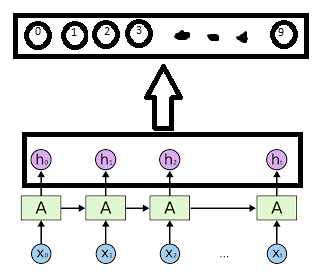 0 1 2 3 9
h₀ h₁ h₂ hₜ
A A A A
x₀ x₁ x₂ ... xₜ